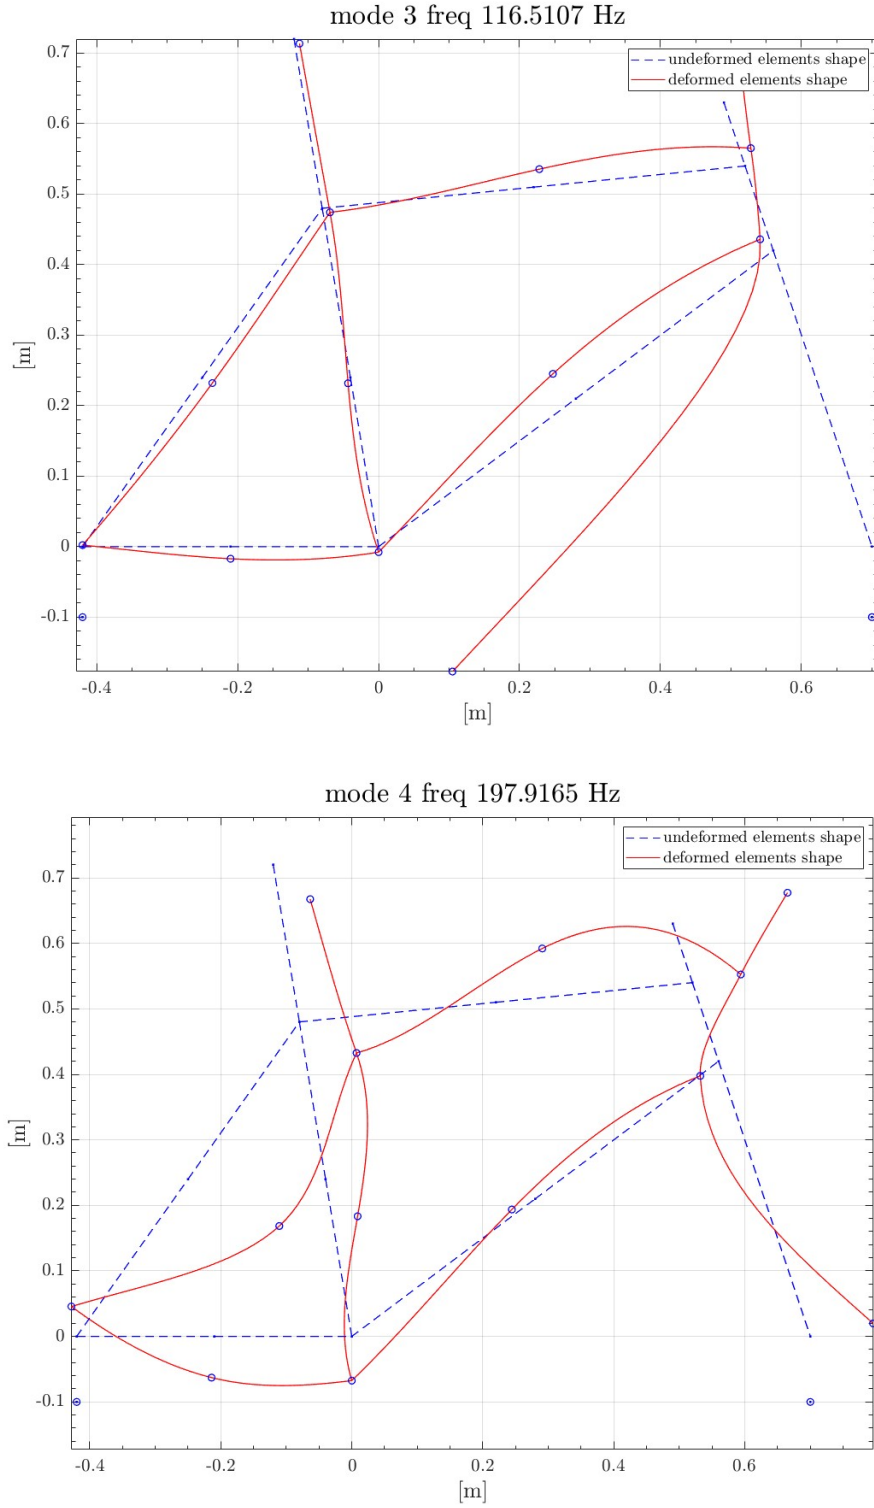 mode 3 freq 116.5107 Hz
undeformed elements shape
deformed elements shape
0.7
0.6
0.5
0.4
0.3
0.2
0.1
0
-0.1
[m]
-0.4 -0.2 0 0.2 0.4 0.6
[m]
mode 4 freq 197.9165 Hz
undeformed elements shape
deformed elements shape
0.7
0.6
0.5
0.4
0.3
0.2
0.1
0
-0.1
[m]
-0.4 -0.2 0 0.2 0.4 0.6
[m]